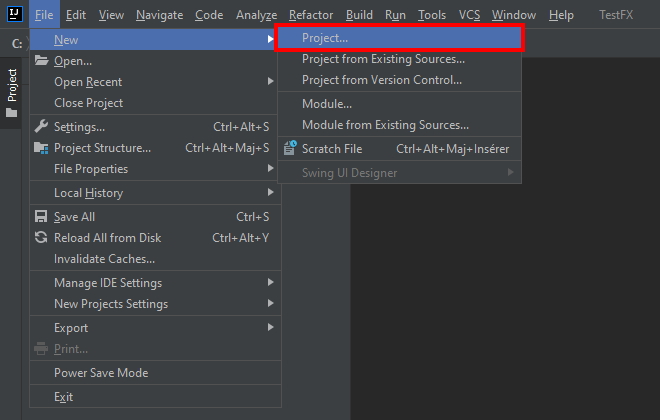 IJ
File Edit View Navigate Code Analyze Refactor Build Run Tools VCS Window Help TestFX
C:
Project
New
Open...
Open Recent
Close Project
Settings... Ctrl+Alt+S
Project Structure... Ctrl+Alt+Maj+S
File Properties
Local History
Save All Ctrl+S
Reload All from Disk Ctrl+Alt+Y
Invalidate Caches...
Manage IDE Settings
New Projects Settings
Export
Print...
Power Save Mode
Exit
Project...
Project from Existing Sources...
Project from Version Control...
Module...
Module from Existing Sources...
Scratch File Ctrl+Alt+Maj+Insérer
Swing UI Designer